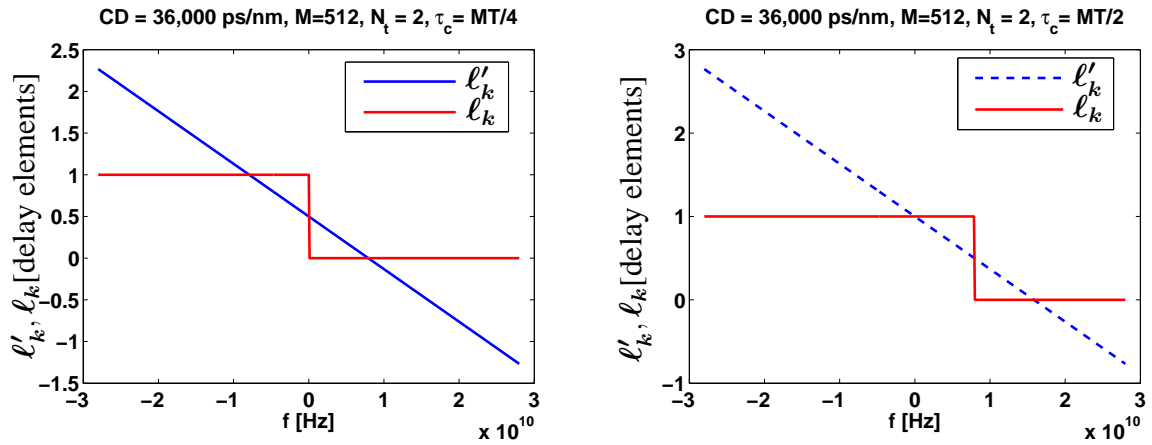 CD = 36,000 ps/nm, M=512, N_t = 2, τ_c= MT/4
2.5
2
1.5
1
0.5
0
−0.5
−1
−1.5
ℓ'_k, ℓ_k[delay elements]
ℓ'_k
ℓ_k
−3 −2 −1 0 1 2 3
f [Hz]
x 10^10
CD = 36,000 ps/nm, M=512, N_t = 2, τ_c= MT/2
3
2
1
0
−1
ℓ'_k, ℓ_k[delay elements]
ℓ'_k
ℓ_k
−3 −2 −1 0 1 2 3
f [Hz]
x 10^10